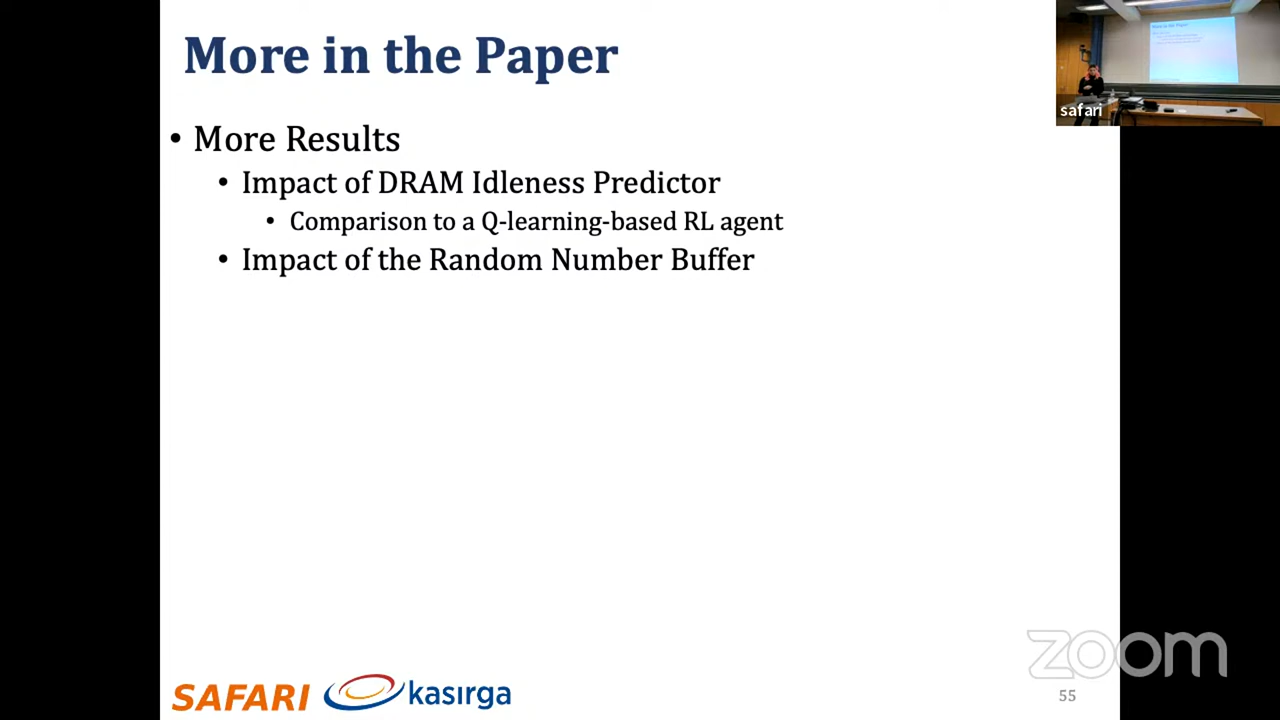 More in the Paper
safari
• More Results
• Impact of DRAM Idleness Predictor
• Comparison to a Q-learning-based RL agent
• Impact of the Random Number Buffer
zoom
SAFARI
kasırga
55